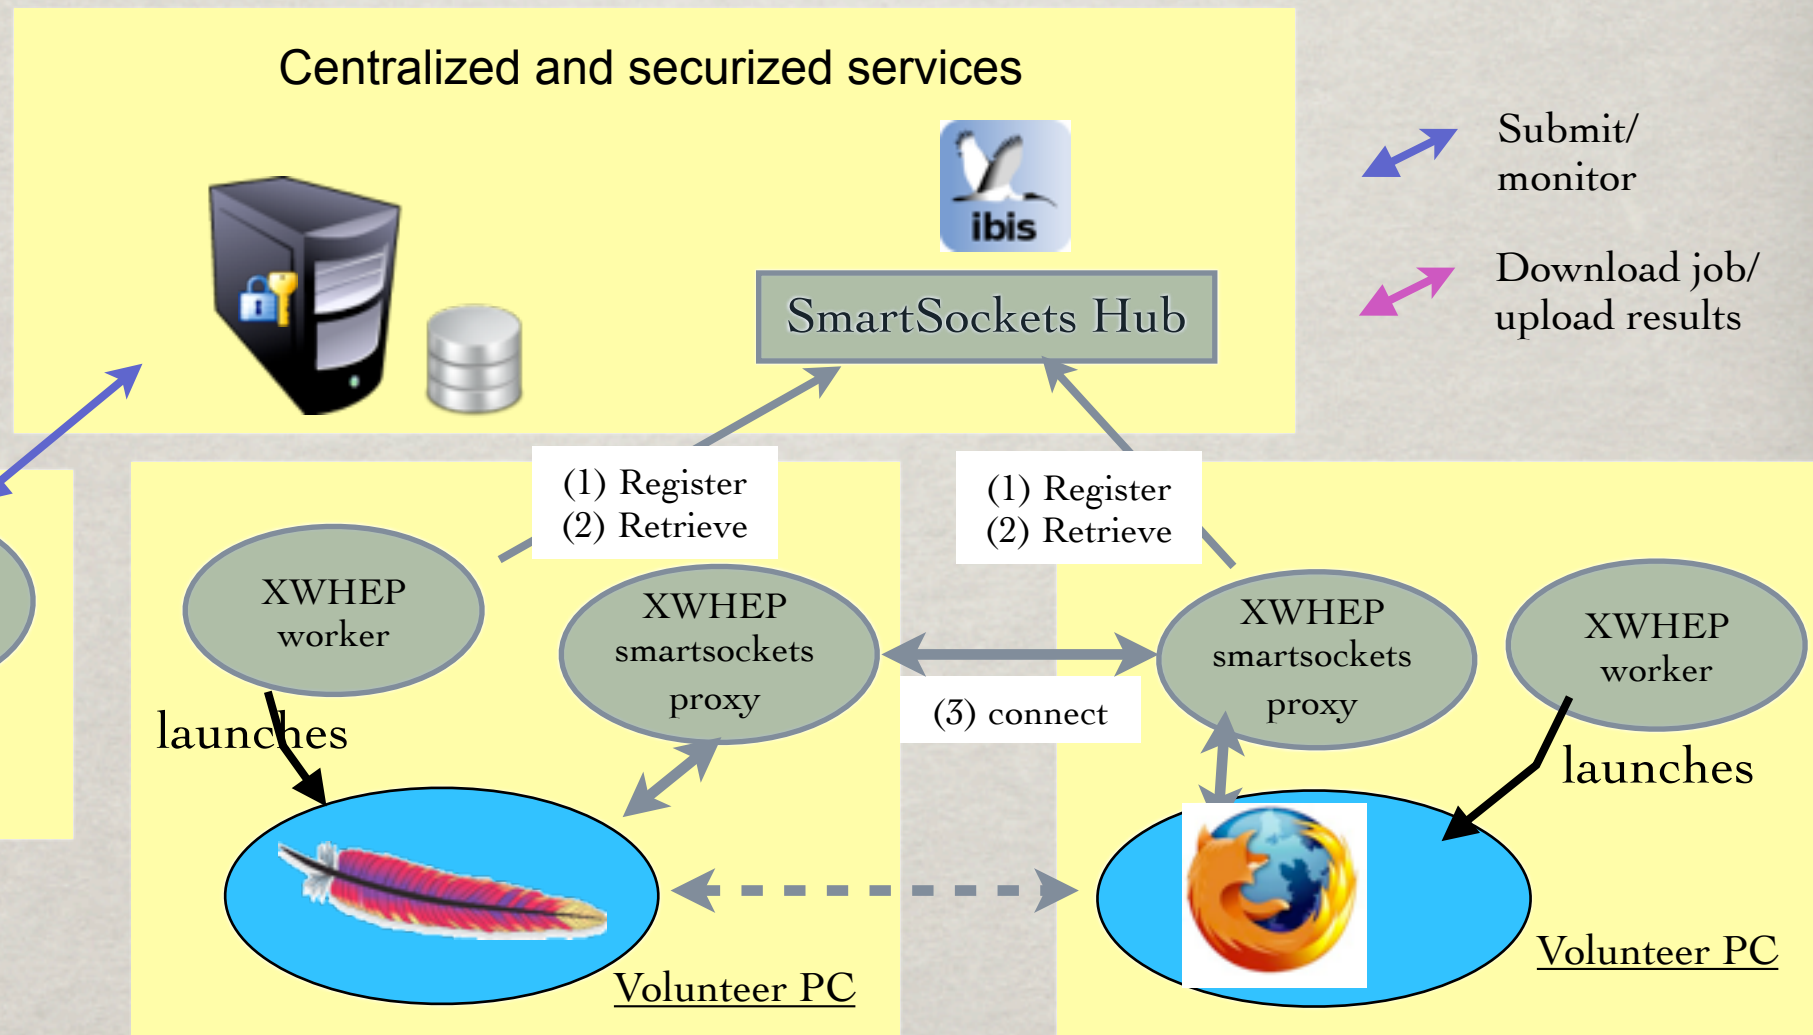 Centralized and securized services
ibis
SmartSockets Hub
Submit/
monitor
Download job/
upload results
(1) Register
(2) Retrieve
(1) Register
(2) Retrieve
XWHEP
worker
XWHEP
smartsockets
proxy
XWHEP
smartsockets
proxy
XWHEP
worker
launches
(3) connect
launches
Volunteer PC
Volunteer PC